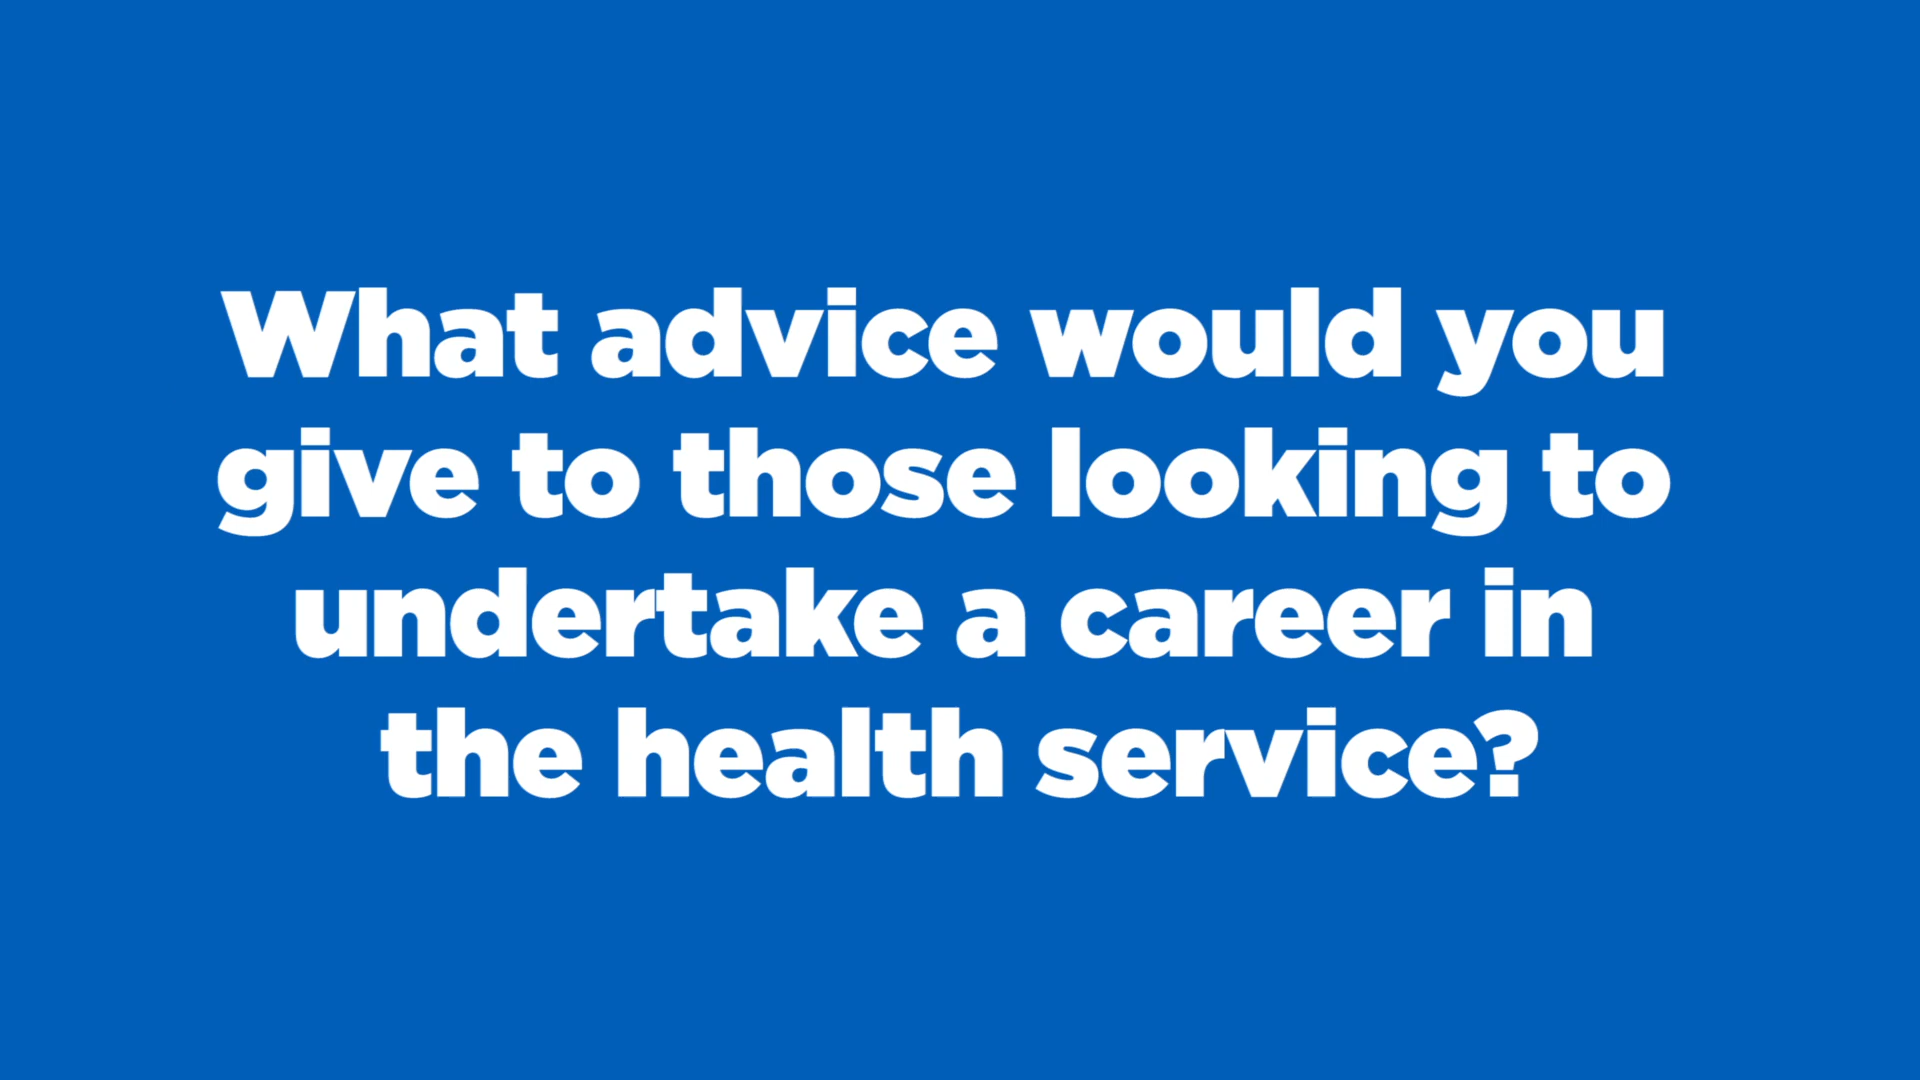 What advice would you
give to those looking to
undertake a career in
the health service?